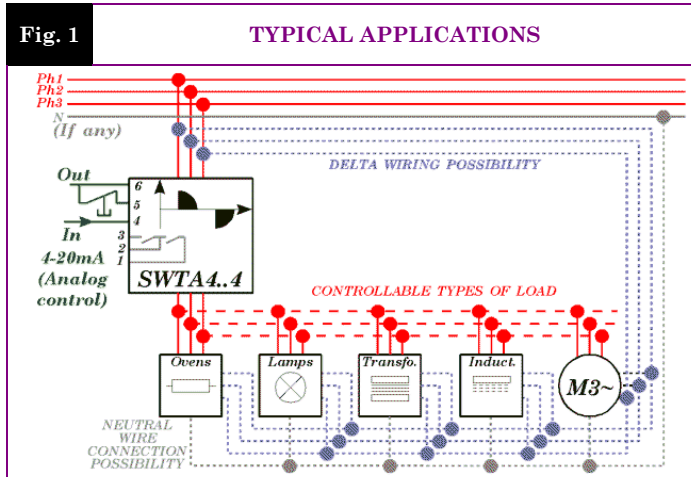 Fig. 1
TYPICAL APPLICATIONS
Ph1
Ph2
Ph3
N
(If any)
DELTA WIRING POSSIBILITY
Out
6
5
4
In
3
2
1
4-20mA
(Analog
control)
SWTA4..4
CONTROLLABLE TYPES OF LOAD
Ovens
Lamps
Transfo.
Induct.
M3~
NEUTRAL
WIRE
CONNECTION
POSSIBILITY